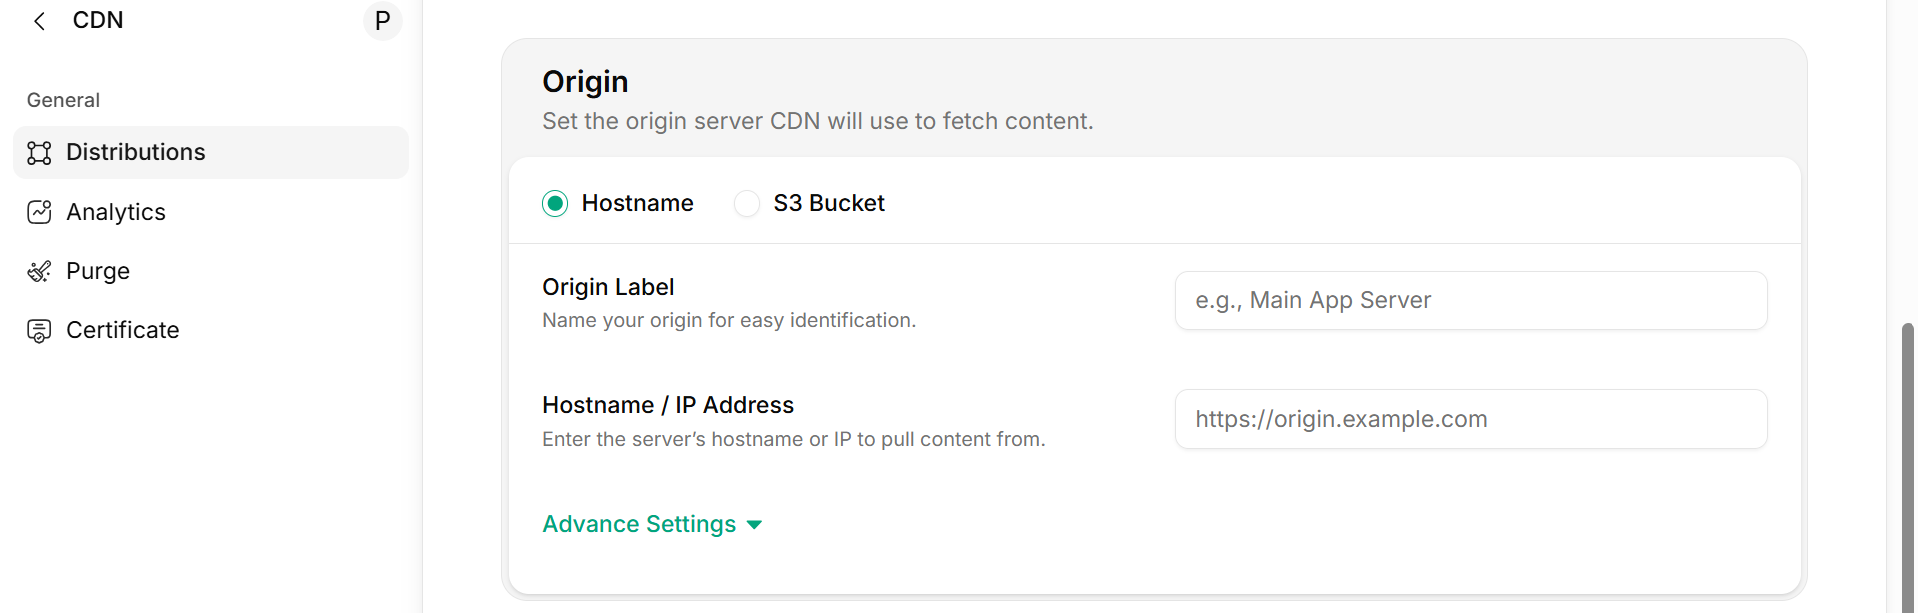 CDN
P
General
Distributions
Analytics
Purge
Certificate
Origin
Set the origin server CDN will use to fetch content.
Hostname
S3 Bucket
Origin Label
Name your origin for easy identification.
e.g., Main App Server
Hostname / IP Address
Enter the server’s hostname or IP to pull content from.
https://origin.example.com
Advance Settings